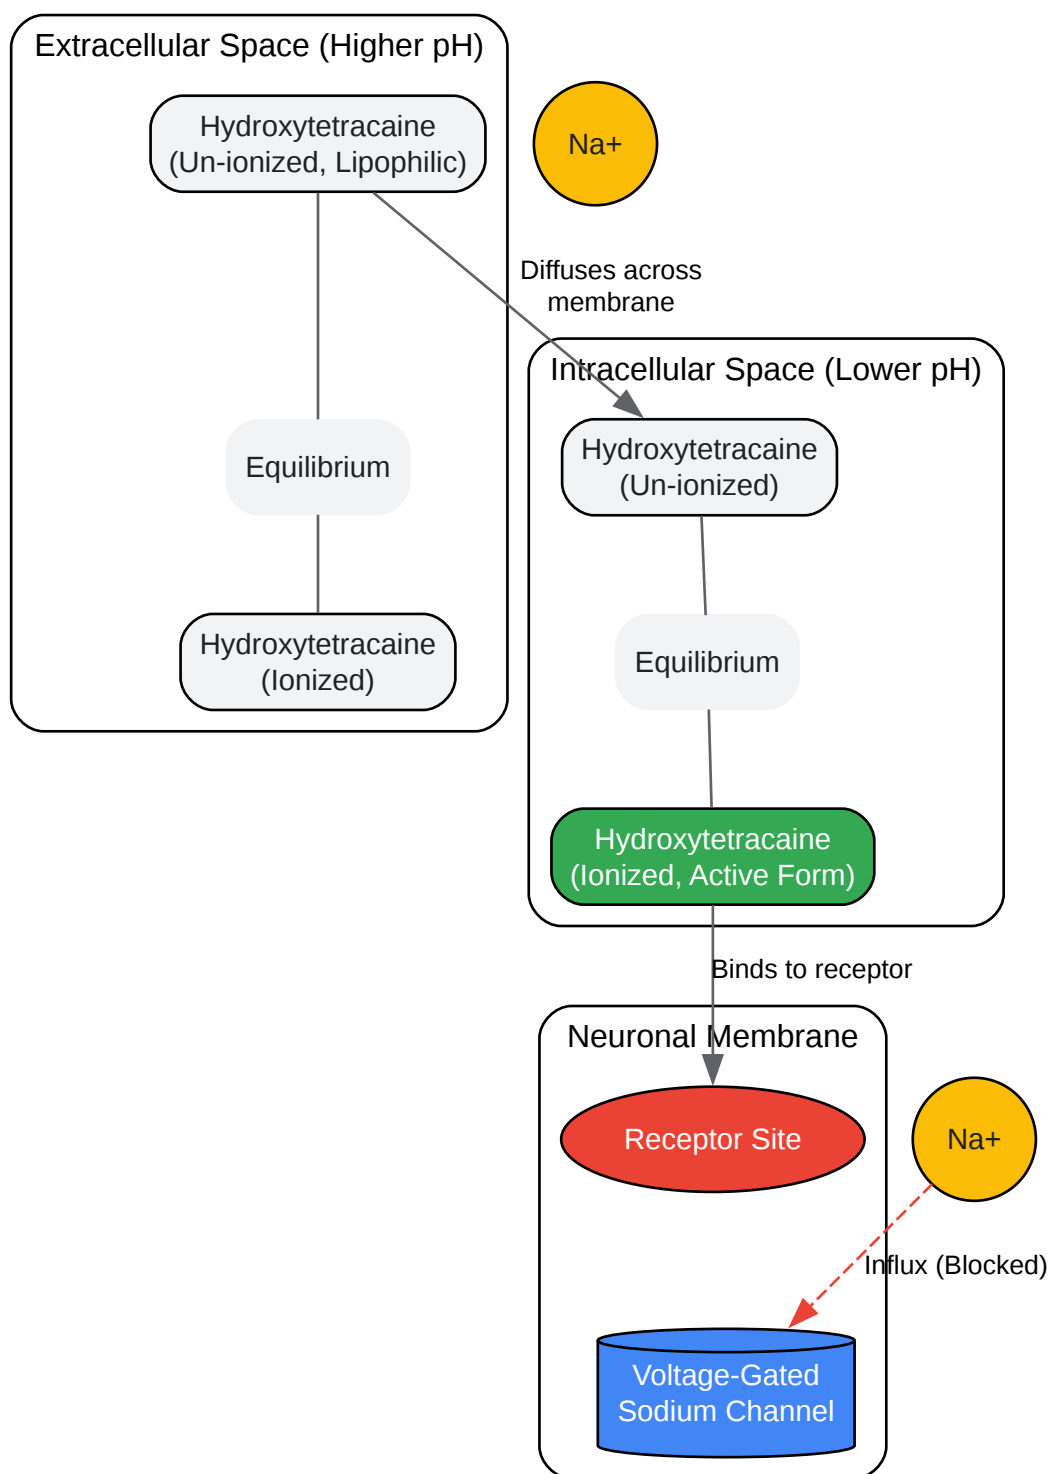 Extracellular Space (Higher pH)
Hydroxytetracaine
(Un-ionized, Lipophilic)
Na+
Diffuses across
membrane
Intracellular Space (Lower pH)
Equilibrium
Hydroxytetracaine
(Un-ionized)
Hydroxytetracaine
(Ionized)
Equilibrium
Hydroxytetracaine
(Ionized, Active Form)
Binds to receptor
Neuronal Membrane
Receptor Site
Na+
Influx (Blocked)
Voltage-Gated
Sodium Channel